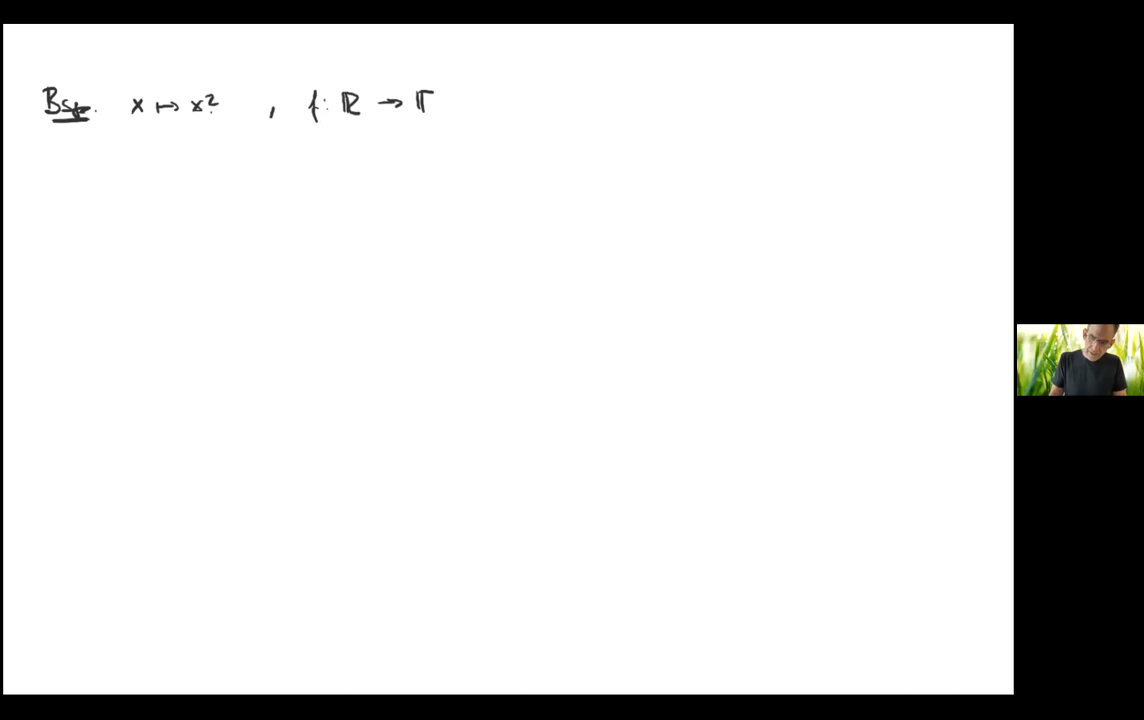 Bsp. x ↦ x² , f: ℝ →